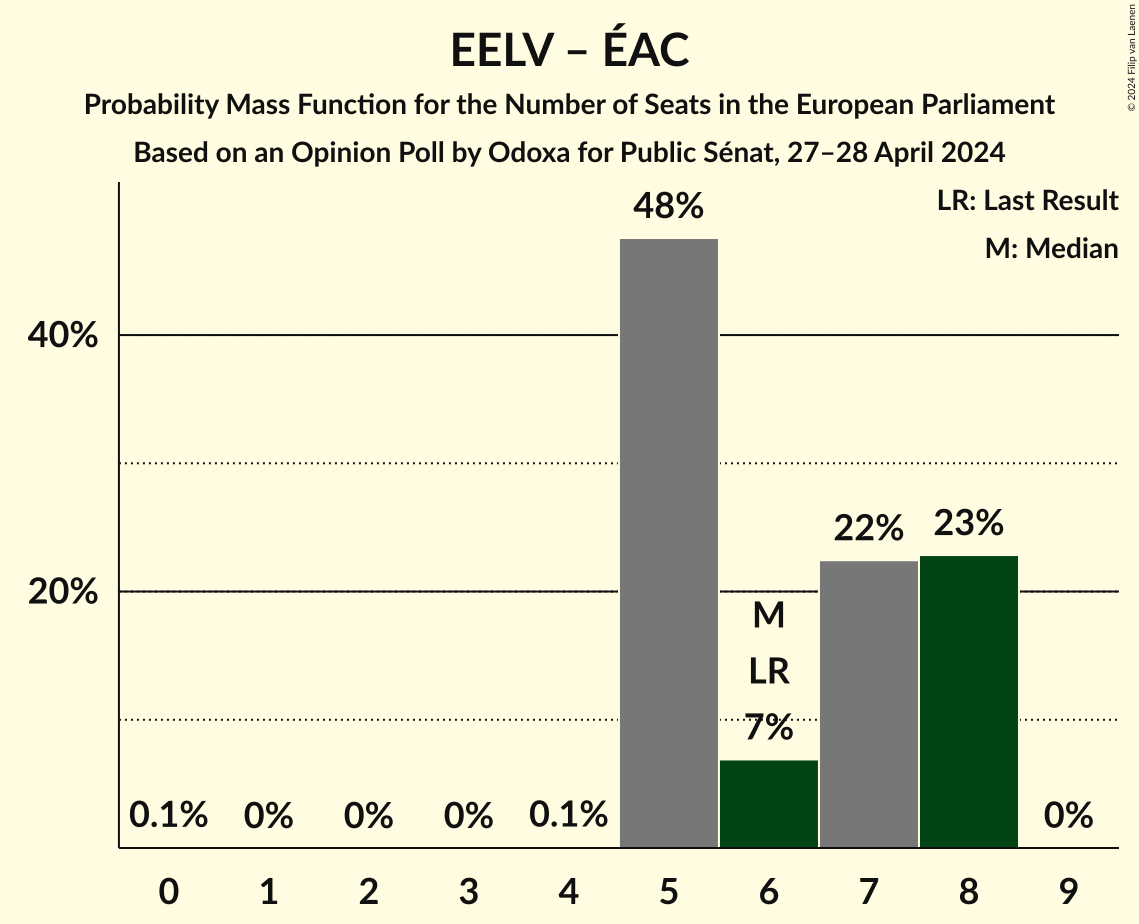 EELV – ÉAC
Probability Mass Function for the Number of Seats in the European Parliament
Based on an Opinion Poll by Odoxa for Public Sénat, 27–28 April 2024
© 2024 Filip van Laenen
LR: Last Result
M: Median
48%
40%
22%
23%
20%
M
LR
7%
0.1%
0%
0%
0%
0.1%
0%
0
1
2
3
4
5
6
7
8
9